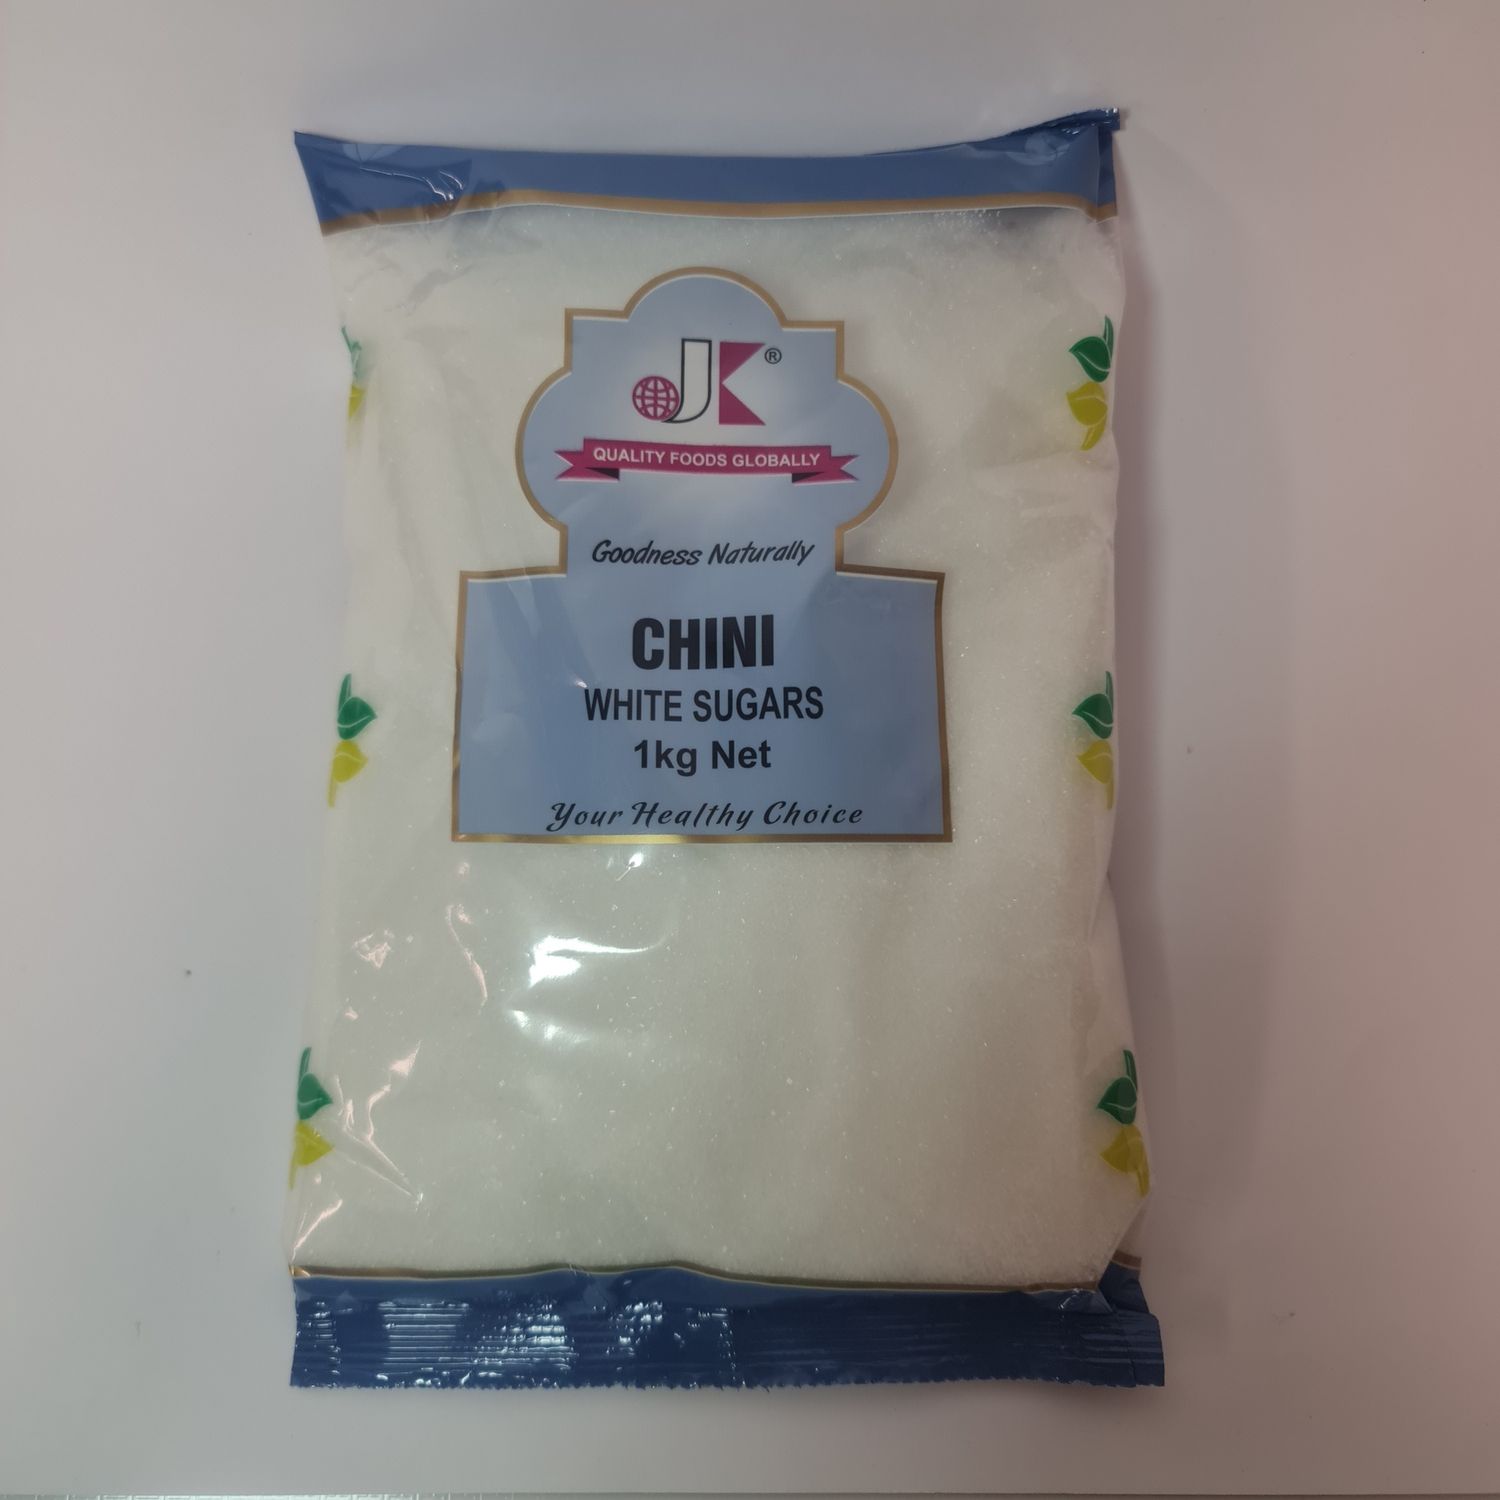 JK®
QUALITY FOODS GLOBALLY
Goodness Naturally
CHINI
WHITE SUGARS
1kg Net
Your Healthy Choice